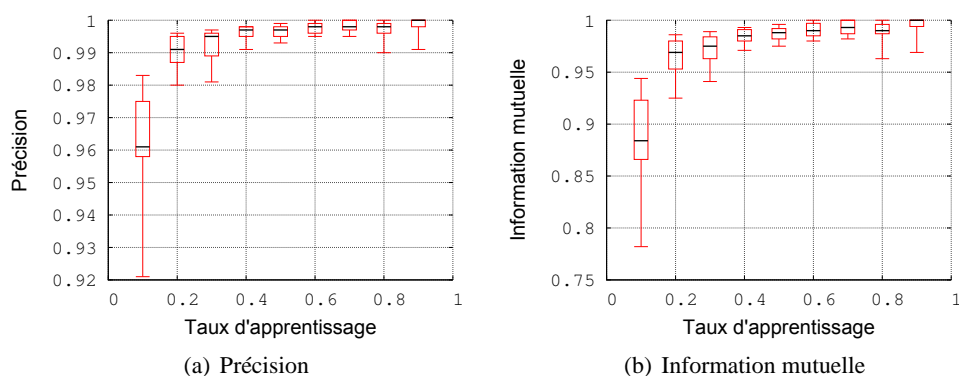 1
0.99
0.98
0.97
0.96
0.95
0.94
0.93
0.92
0 0.2 0.4 0.6 0.8 1
Précision
Taux d'apprentissage
(a) Précision
1
0.95
0.9
0.85
0.8
0.75
0 0.2 0.4 0.6 0.8 1
Information mutuelle
Taux d'apprentissage
(b) Information mutuelle